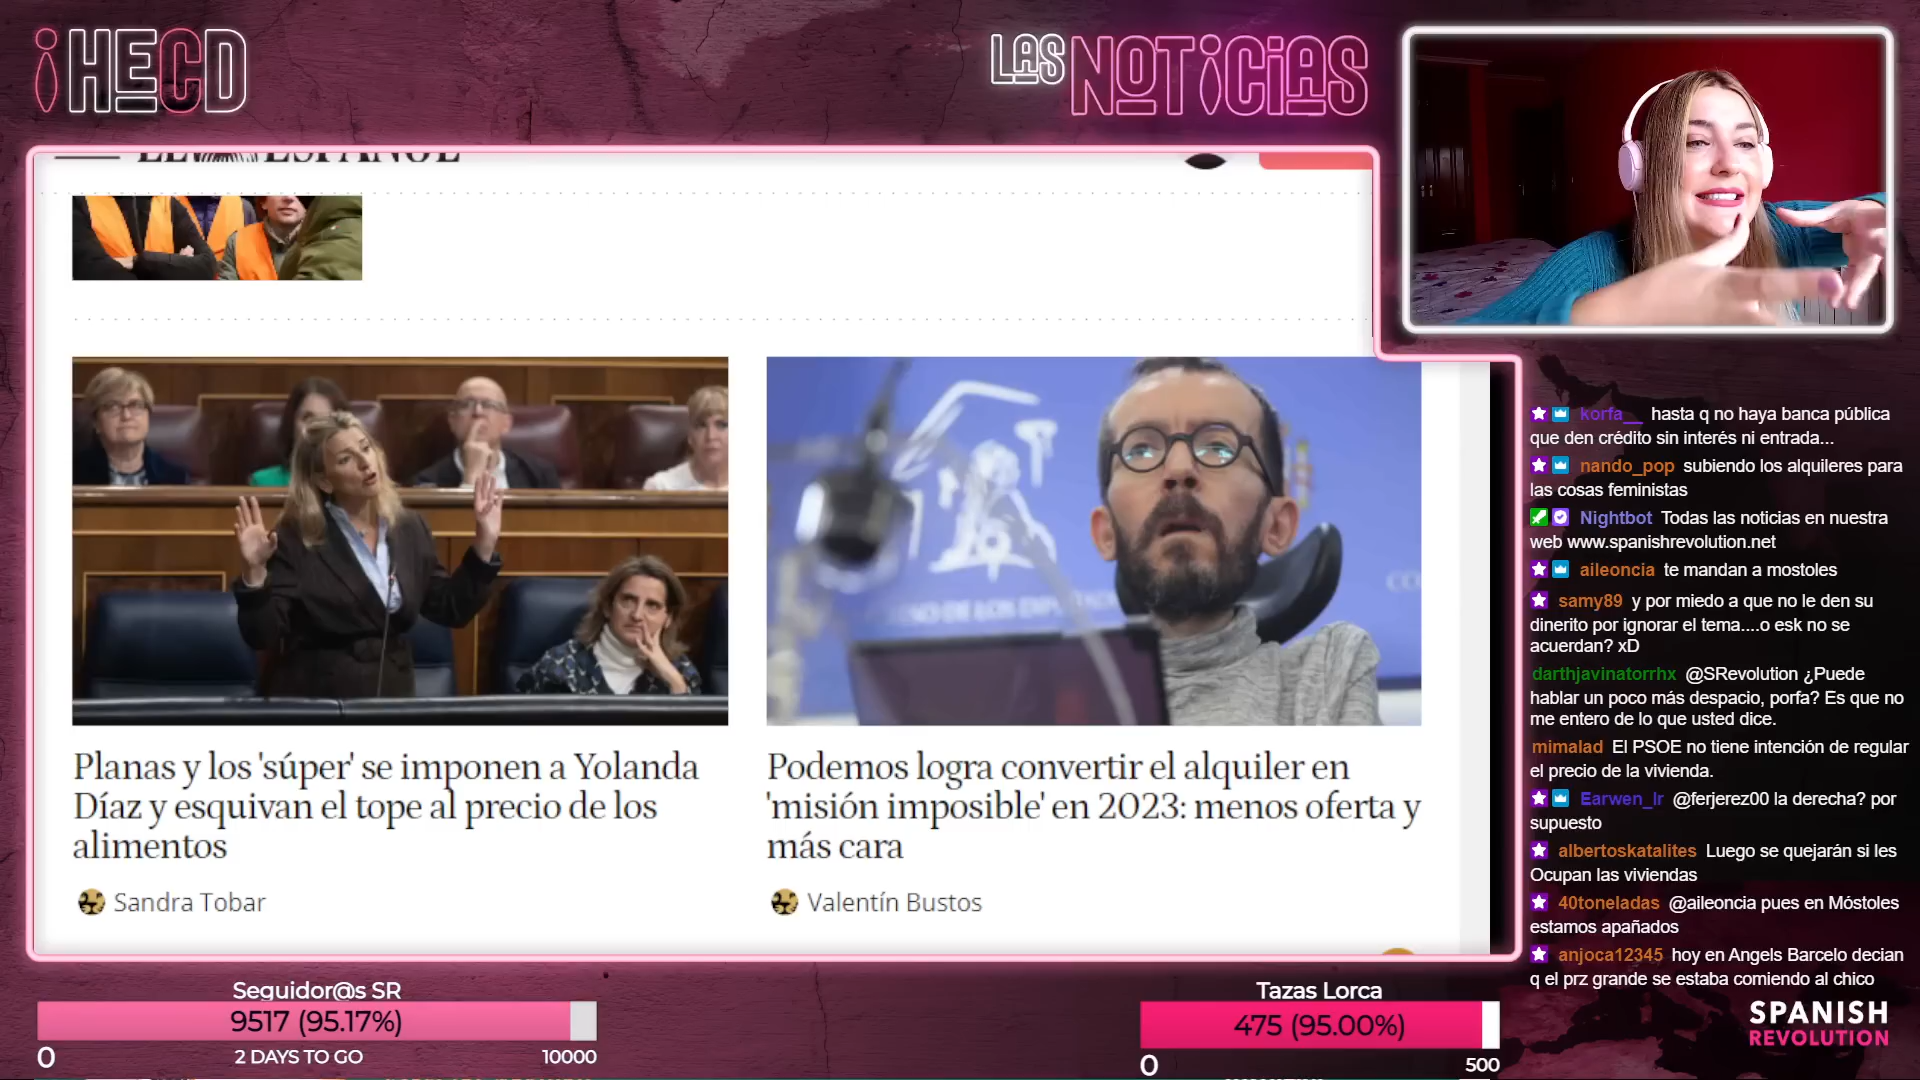 ¡HECD
LAS NOTICIAS
EL ESPAÑOL
Planas y los 'súper' se imponen a Yolanda
Díaz y esquivan el tope al precio de los
alimentos
Sandra Tobar
Podemos logra convertir el alquiler en
'misión imposible' en 2023: menos oferta y
más cara
Valentín Bustos
korfa__ hasta q no haya banca pública
que den crédito sin interés ni entrada...
nando_pop subiendo los alquileres para
las cosas feministas
Nightbot Todas las noticias en nuestra
web www.spanishrevolution.net
aileoncia te mandan a mostoles
samy89 y por miedo a que no le den su
dinerito por ignorar el tema....o esk no se
acuerdan? xD
darthjavinatorrhx @SRevolution ¿Puede
hablar un poco más despacio, porfa? Es que no
me entero de lo que usted dice.
mimalad El PSOE no tiene intención de regular
el precio de la vivienda.
Earwen_Ir @ferjerez00 la derecha? por
supuesto
albertoskatalites Luego se quejarán si les
Ocupan las viviendas
40toneladas @aileoncia pues en Móstoles
estamos apañados
anjoca12345 hoy en Angels Barcelo decian
q el prz grande se estaba comiendo al chico
Seguidor@s SR
9517 (95.17%)
0 2 DAYS TO GO 10000
Tazas Lorca
475 (95.00%)
0 500
SPANISH
REVOLUTION